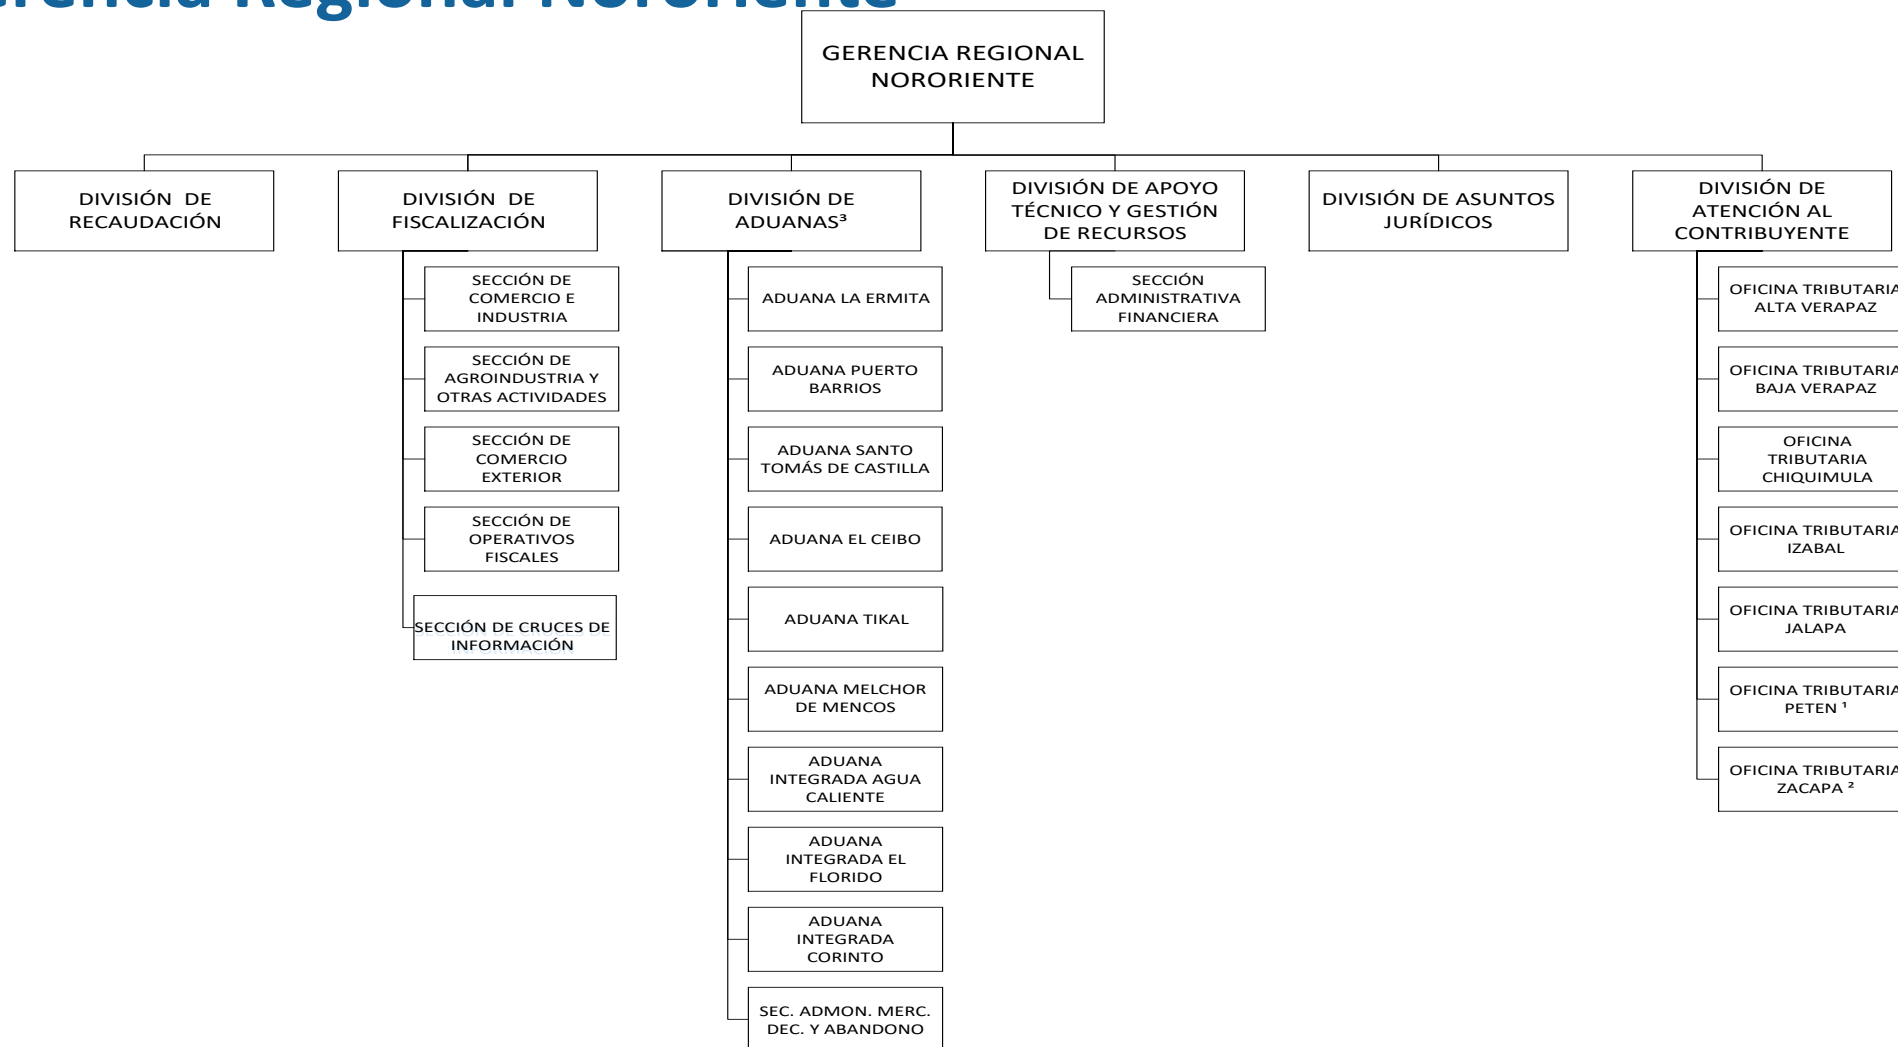 erencia Regional Nororiente
GERENCIA REGIONAL
NORORIENTE
DIVISIÓN DE
RECAUDACIÓN
DIVISIÓN DE
FISCALIZACIÓN
SECCIÓN DE
COMERCIO E
INDUSTRIA
SECCIÓN DE
AGROINDUSTRIA Y
OTRAS ACTIVIDADES
SECCIÓN DE
COMERCIO
EXTERIOR
SECCIÓN DE
OPERATIVOS
FISCALES
SECCIÓN DE CRUCES DE
INFORMACIÓN
DIVISIÓN DE
ADUANAS³
ADUANA LA ERMITA
ADUANA PUERTO
BARRIOS
ADUANA SANTO
TOMÁS DE CASTILLA
ADUANA EL CEIBO
ADUANA TIKAL
ADUANA MELCHOR
DE MENCOS
ADUANA
INTEGRADA AGUA
CALIENTE
ADUANA
INTEGRADA EL
FLORIDO
ADUANA
INTEGRADA
CORINTO
SEC. ADMON. MERC.
DEC. Y ABANDONO
DIVISIÓN DE APOYO
TÉCNICO Y GESTIÓN
DE RECURSOS
SECCIÓN
ADMINISTRATIVA
FINANCIERA
DIVISIÓN DE ASUNTOS
JURÍDICOS
DIVISIÓN DE
ATENCIÓN AL
CONTRIBUYENTE
OFICINA TRIBUTARIA
ALTA VERAPAZ
OFICINA TRIBUTARIA
BAJA VERAPAZ
OFICINA
TRIBUTARIA
CHIQUIMULA
OFICINA TRIBUTARIA
IZABAL
OFICINA TRIBUTARIA
JALAPA
OFICINA TRIBUTARIA
PETEN ¹
OFICINA TRIBUTARIA
ZACAPA ²